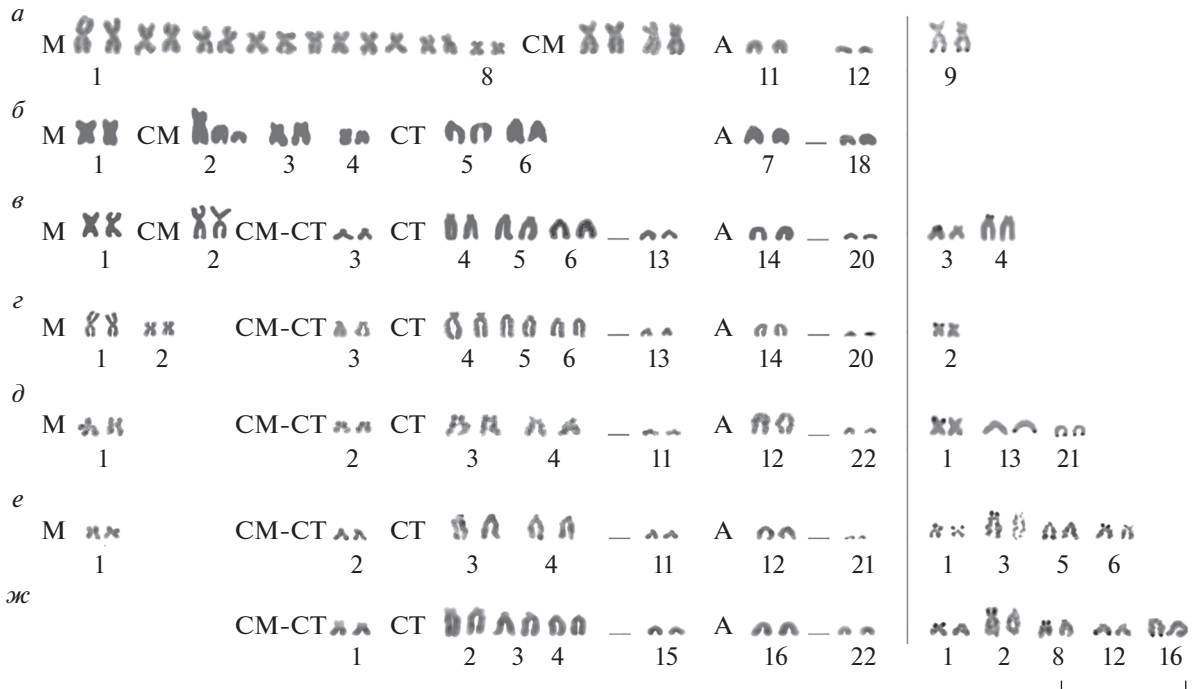 а
М СМ А
1 8 11 12 9
б
М СМ СТ А –
1 2 3 4 5 6 7 18
в
М СМ СМ-СТ СТ – А –
1 2 3 4 5 6 13 14 20 3 4
г
М СМ-СТ СТ – А –
1 2 3 4 5 6 13 14 20 2
д
М СМ-СТ СТ – А –
1 2 3 4 11 12 22 1 13 21
е
М СМ-СТ СТ – А –
1 2 3 4 11 12 21 1 3 5 6
ж
СМ-СТ СТ – А –
1 2 3 4 15 16 22 1 2 8 12 16